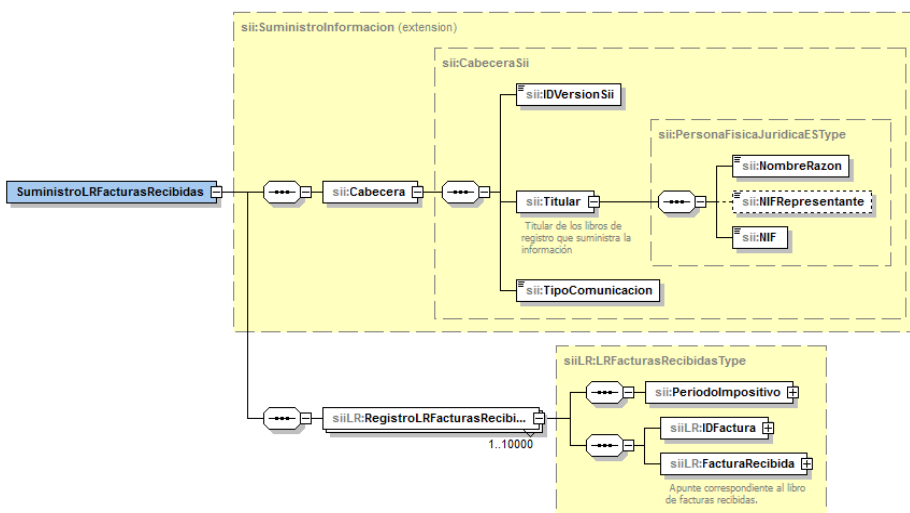 sii:SuministroInformacion (extension)
sii:CabeceraSii
sii:IDVersionSii
sii:PersonaFisicaJuridicaESType
sii:NombreRazon
SuministroLRFacturasRecibidas
sii:Cabecera
sii:Titular
sii:NIFRepresentante
Titular de los libros de
registro que suministra la
información
sii:NIF
sii:TipoComunicacion
siiLR:LRFacturasRecibidasType
sii:PeriodoImpositivo
siiLR:RegistroLRFacturasRecibi...
1..10000
siiLR:IDFactura
siiLR:FacturaRecibida
Apunte correspondiente al libro
de facturas recibidas.